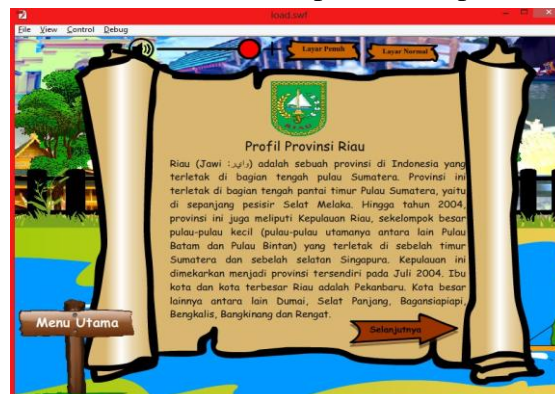 load.swf
File View Control Debug
Layar Penuh Layar Normal
RIAU
Profil Provinsi Riau
Riau (Jawi :رياو) adalah sebuah provinsi di Indonesia yang
terletak di bagian tengah pulau Sumatera. Provinsi ini
terletak di bagian tengah pantai timur Pulau Sumatera, yaitu
di sepanjang pesisir Selat Melaka. Hingga tahun 2004,
provinsi ini juga meliputi Kepulauan Riau, sekelompok besar
pulau-pulau kecil (pulau-pulau utamanya antara lain Pulau
Batam dan Pulau Bintan) yang terletak di sebelah timur
Sumatera dan sebelah selatan Singapura. Kepulauan ini
dimekarkan menjadi provinsi tersendiri pada Juli 2004. Ibu
kota dan kota terbesar Riau adalah Pekanbaru. Kota besar
lainnya antara lain Dumai, Selat Panjang, Bagansiapiapi,
Bengkalis, Bangkinang dan Rengat.
Menu Utama
Selanjutnya